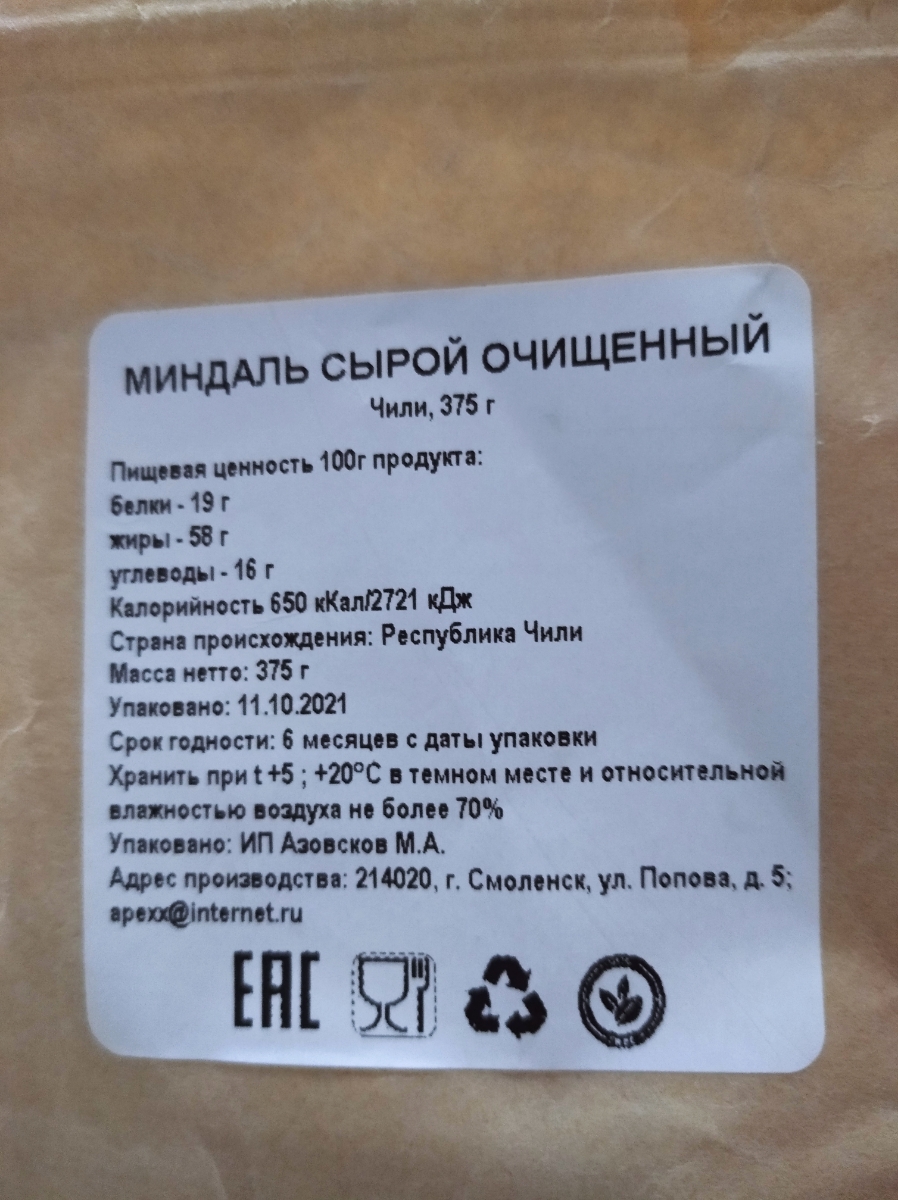 МИНДАЛЬ СЫРОЙ ОЧИЩЕННЫЙ
Чили, 375 г
Пищевая ценность 100г продукта:
белки - 19 г
жиры - 58 г
углеводы - 16 г
Калорийность 650 кКал/2721 кДж
Страна происхождения: Республика Чили
Масса нетто: 375 г
Упаковано: 11.10.2021
Срок годности: 6 месяцев с даты упаковки
Хранить при t +5 ; +20°C в темном месте и относительной
влажностью воздуха не более 70%
Упаковано: ИП Азовсков М.А.
Адрес производства: 214020, г. Смоленск, ул. Попова, д. 5;
apexx@internet.ru
EAC